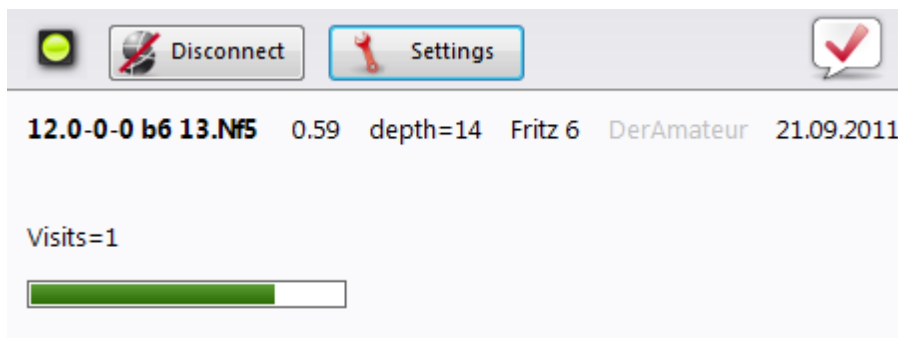 Disconnect Settings
12.0-0-0 b6 13.Nf5 0.59 depth=14 Fritz 6 DerAmateur 21.09.2011
Visits=1